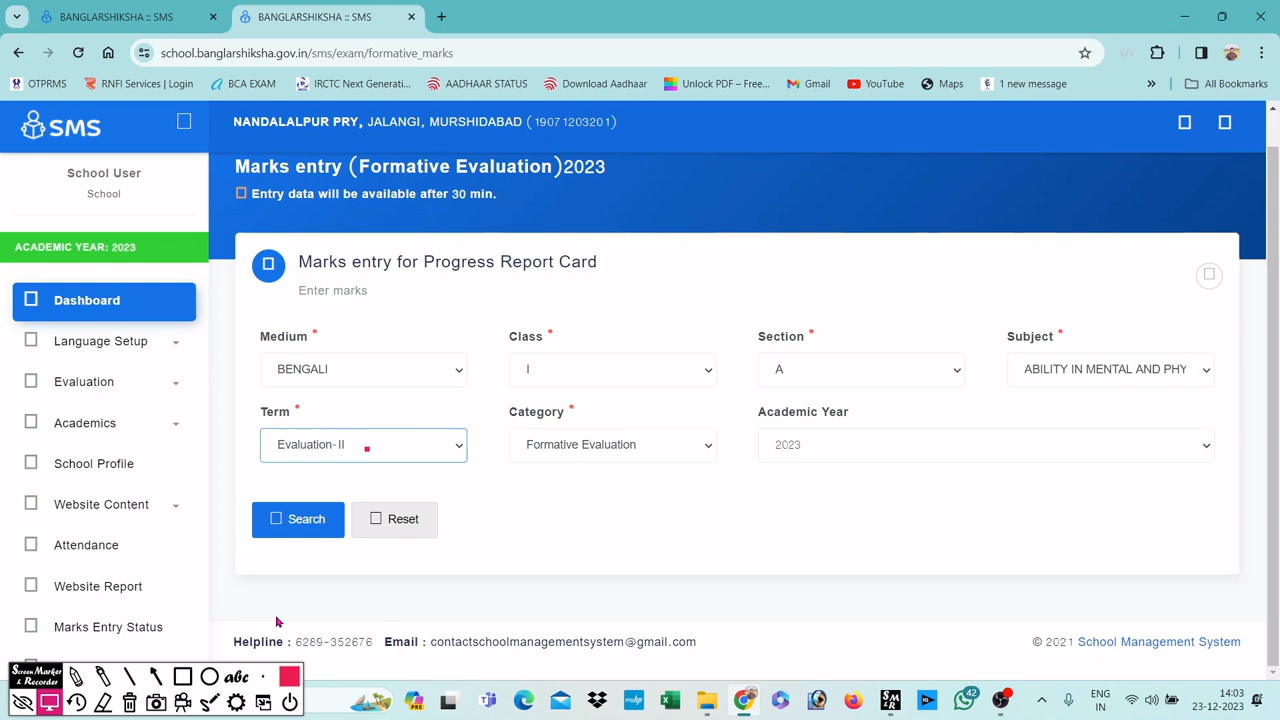 BANGLARSHIKSHA :: SMS
BANGLARSHIKSHA :: SMS
school.banglarshiksha.gov.in/sms/exam/formative_marks
OTPRMS
RNFI Services | Login
BCA EXAM
IRCTC Next Generati...
AADHAAR STATUS
Download Aadhaar
Unlock PDF – Free...
Gmail
YouTube
Maps
1 new message
All Bookmarks
SMS
NANDALALPUR PRY, JALANGI, MURSHIDABAD (19071203201)
School User
School
ACADEMIC YEAR: 2023
Dashboard
Language Setup
Evaluation
Academics
School Profile
Website Content
Attendance
Website Report
Marks Entry Status
Marks entry (Formative Evaluation)2023
Entry data will be available after 30 min.
Marks entry for Progress Report Card
Enter marks
Medium * Class * Section * Subject *
BENGALI I A ABILITY IN MENTAL AND PHY
Term * Category * Academic Year
Evaluation-II Formative Evaluation 2023
Search Reset
Helpline : 6289-352676 Email : contactschoolmanagementsystem@gmail.com
© 2021 School Management System
Screen Marker & Recorder
abc
PRE
SM &R
42
ENG
IN
14:03
23-12-2023